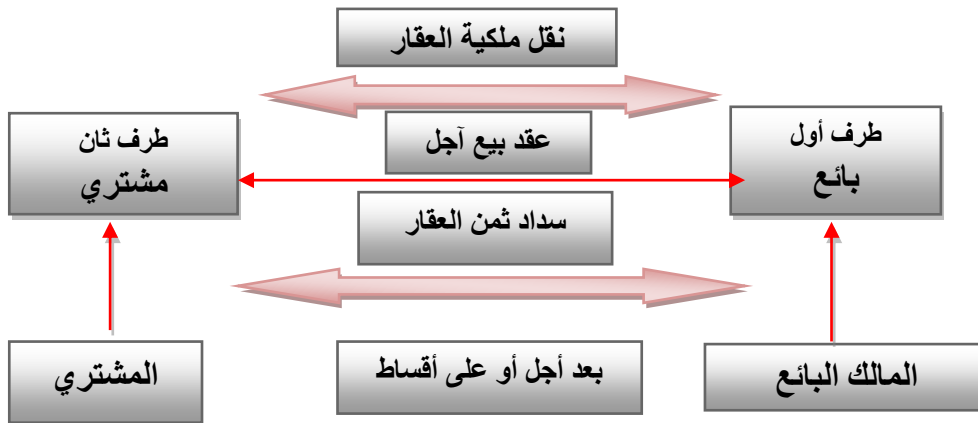 نقل ملكية العقار
طرف أول
بائع
عقد بيع آجل
طرف ثان
مشتري
سداد ثمن العقار
المالك البائع
بعد أجل أو على أقساط
المشتري